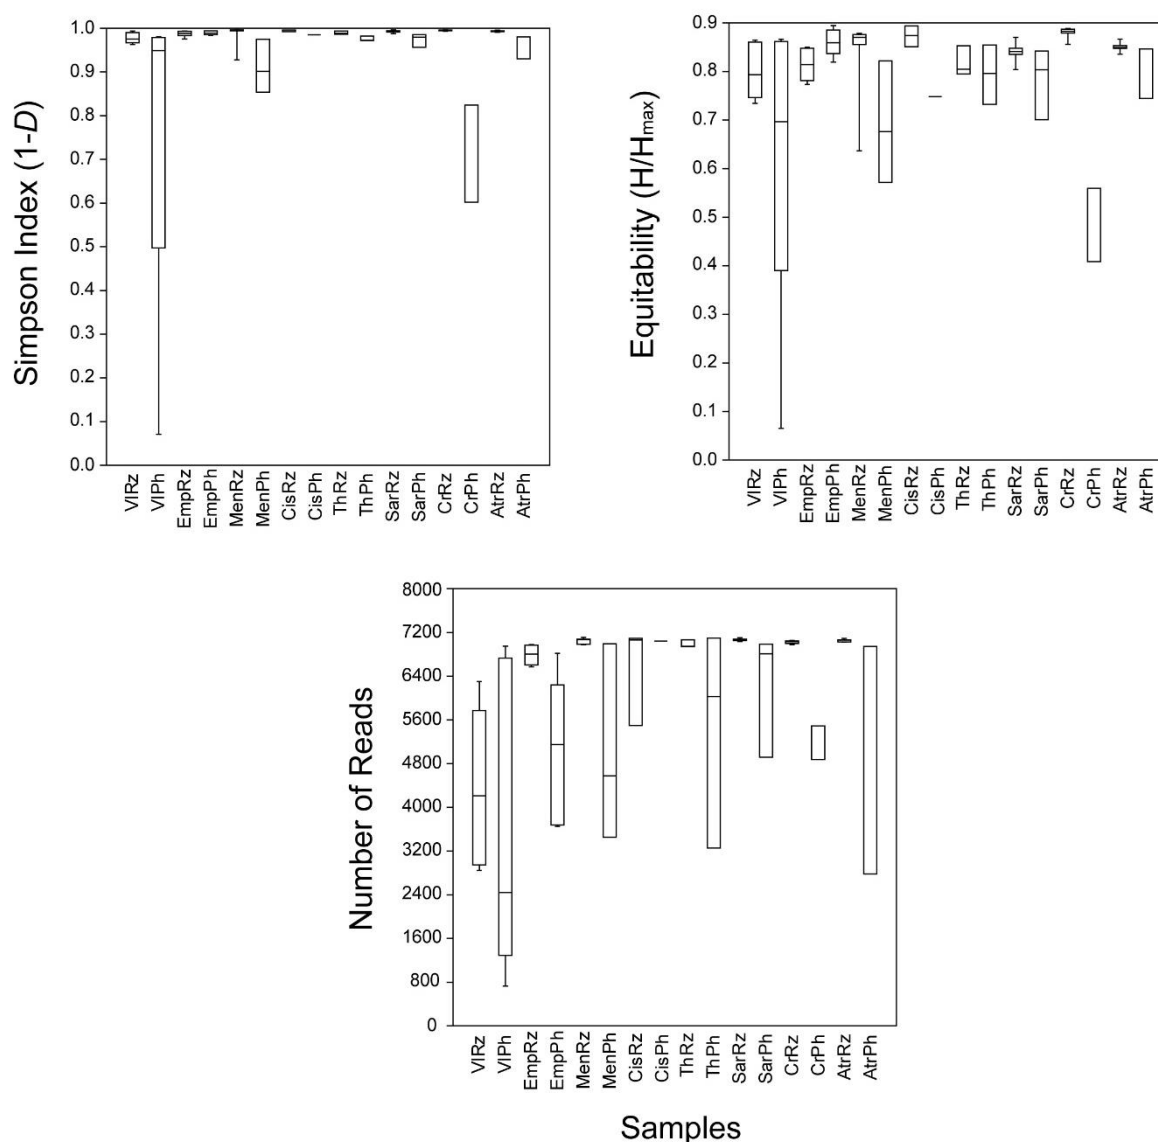 Simpson Index (1-D)
1.0
0.9
0.8
0.7
0.6
0.5
0.4
0.3
0.2
0.1
0.0
VlRz
VlPh
EmpRz
EmpPh
MenRz
MenPh
CisRz
CisPh
ThRz
ThPh
SarRz
SarPh
CrRz
CrPh
AtrRz
AtrPh
Equitability (H/Hmax)
0.9
0.8
0.7
0.6
0.5
0.4
0.3
0.2
0.1
0.0
VlRz
VlPh
EmpRz
EmpPh
MenRz
MenPh
CisRz
CisPh
ThRz
ThPh
SarRz
SarPh
CrRz
CrPh
AtrRz
AtrPh
Number of Reads
8000
7200
6400
5600
4800
4000
3200
2400
1600
800
0
VlRz
VlPh
EmpRz
EmpPh
MenRz
MenPh
CisRz
CisPh
ThRz
ThPh
SarRz
SarPh
CrRz
CrPh
AtrRz
AtrPh
Samples